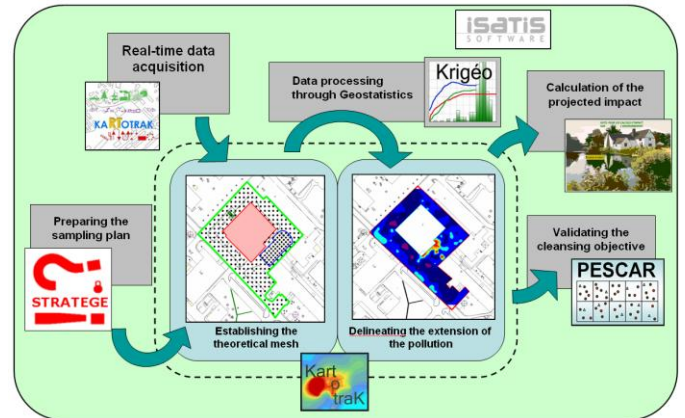 isatis
SOFTWARE
Real-time data
acquisition
KARTOTRAK
Data processing
through Geostatistics
Krigéo
Calculation of the
projected impact
Preparing the
sampling plan
STRATEGE
Establishing the
theoretical mesh
Delineating the extension of
the pollution
Validating the
cleansing objective
PESCAR
Kart
o
traK